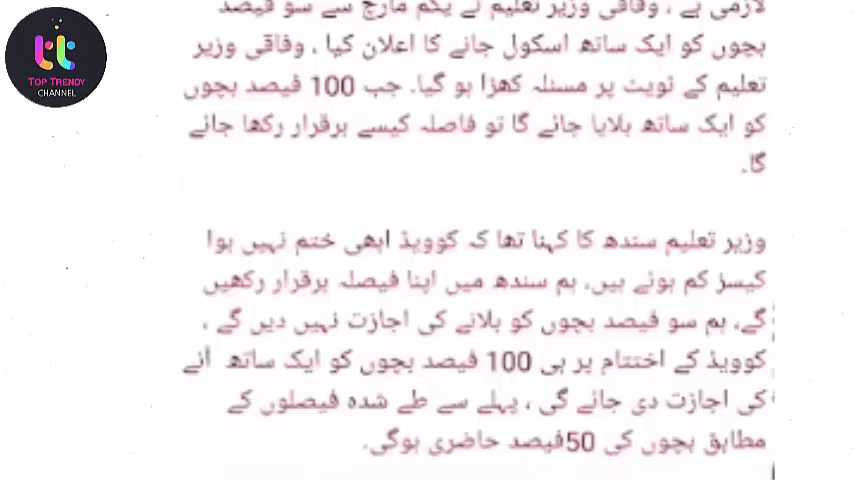 TOP TRENDY
CHANNEL
لازمی ہے ، وفاقی وزیر تعلیم نے یکم مارچ سے سو فیصد
بچوں کو ایک ساتھ اسکول جانے کا اعلان کیا ، وفاقی وزیر
تعلیم کے ٹویٹ پر مسئلہ کھڑا ہو گیا۔ جب 100 فیصد بچوں
کو ایک ساتھ بلایا جائے گا تو فاصلہ کیسے برقرار رکھا جائے
گا۔
وزیر تعلیم سندھ کا کہنا تھا کہ کوویڈ ابھی ختم نہیں ہوا
کیسز کم ہوئے ہیں، ہم سندھ میں اپنا فیصلہ برقرار رکھیں
گے، ہم سو فیصد بچوں کو بلانے کی اجازت نہیں دیں گے ،
کوویڈ کے اختتام پر ہی 100 فیصد بچوں کو ایک ساتھ آنے
کی اجازت دی جائے گی ، پہلے سے طے شدہ فیصلوں کے
مطابق بچوں کی 50فیصد حاضری ہوگی۔